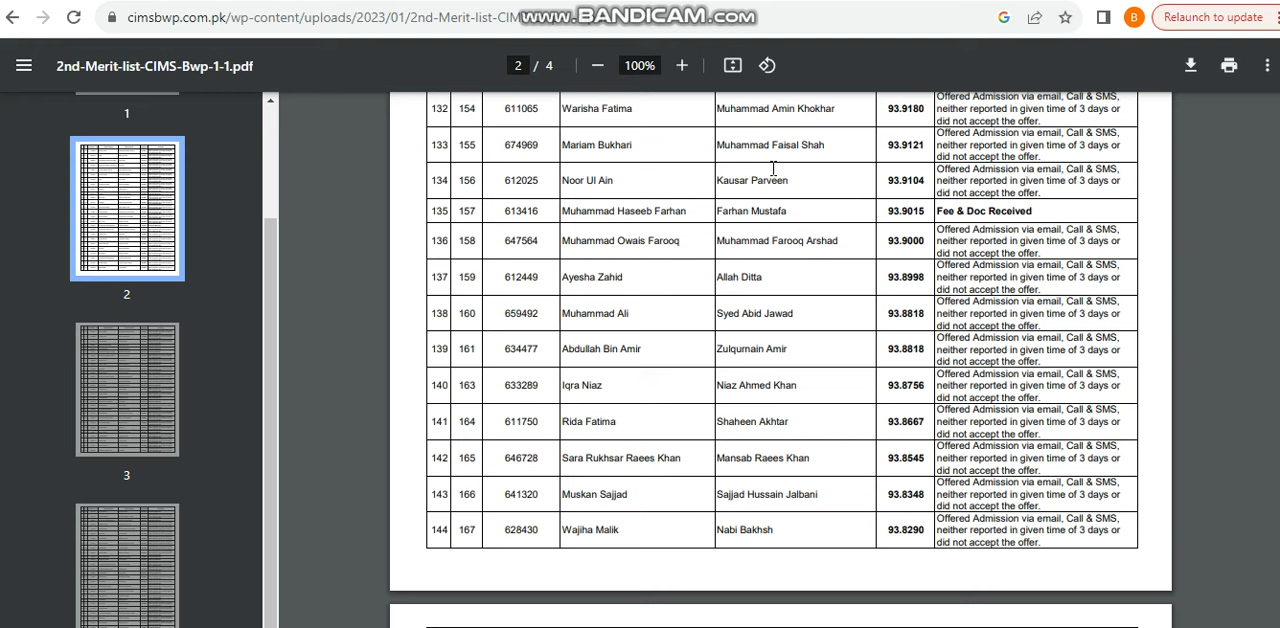 cimsbwp.com.pk/wp-content/uploads/2023/01/2nd-Merit-list-CIM
www.BANDICAM.com
B
Relaunch to update
2nd-Merit-list-CIMS-Bwp-1-1.pdf
2 / 4
100%
1
2
3
132 154 611065 Warisha Fatima Muhammad Amin Khokhar 93.9180 Offered Admission via email, Call & SMS,
neither reported in given time of 3 days or
did not accept the offer.
133 155 674969 Mariam Bukhari Muhammad Faisal Shah 93.9121 Offered Admission via email, Call & SMS,
neither reported in given time of 3 days or
did not accept the offer.
134 156 612025 Noor Ul Ain Kausar Parveen 93.9104 Offered Admission via email, Call & SMS,
neither reported in given time of 3 days or
did not accept the offer.
135 157 613416 Muhammad Haseeb Farhan Farhan Mustafa 93.9015 Fee & Doc Received
136 158 647564 Muhammad Owais Farooq Muhammad Farooq Arshad 93.9000 Offered Admission via email, Call & SMS,
neither reported in given time of 3 days or
did not accept the offer.
137 159 612449 Ayesha Zahid Allah Ditta 93.8998 Offered Admission via email, Call & SMS,
neither reported in given time of 3 days or
did not accept the offer.
138 160 659492 Muhammad Ali Syed Abid Jawad 93.8818 Offered Admission via email, Call & SMS,
neither reported in given time of 3 days or
did not accept the offer.
139 161 634477 Abdullah Bin Amir Zulqurnain Amir 93.8818 Offered Admission via email, Call & SMS,
neither reported in given time of 3 days or
did not accept the offer.
140 163 633289 Iqra Niaz Niaz Ahmed Khan 93.8756 Offered Admission via email, Call & SMS,
neither reported in given time of 3 days or
did not accept the offer.
141 164 611750 Rida Fatima Shaheen Akhtar 93.8667 Offered Admission via email, Call & SMS,
neither reported in given time of 3 days or
did not accept the offer.
142 165 646728 Sara Rukhsar Raees Khan Mansab Raees Khan 93.8545 Offered Admission via email, Call & SMS,
neither reported in given time of 3 days or
did not accept the offer.
143 166 641320 Muskan Sajjad Sajjad Hussain Jalbani 93.8348 Offered Admission via email, Call & SMS,
neither reported in given time of 3 days or
did not accept the offer.
144 167 628430 Wajiha Malik Nabi Bakhsh 93.8290 Offered Admission via email, Call & SMS,
neither reported in given time of 3 days or
did not accept the offer.